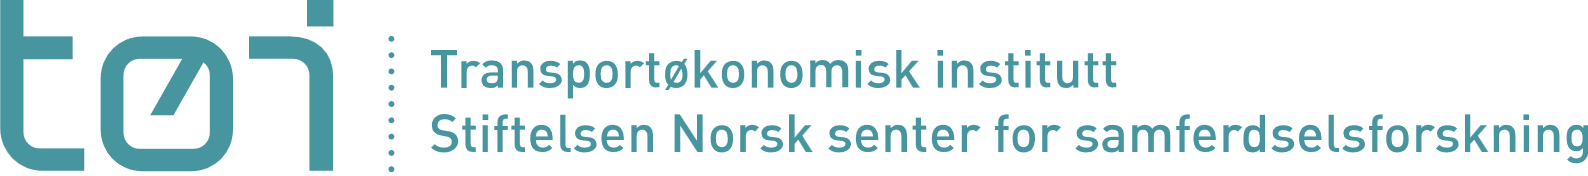 tøi
Transportøkonomisk institutt
Stiftelsen Norsk senter for samferdselsforskning